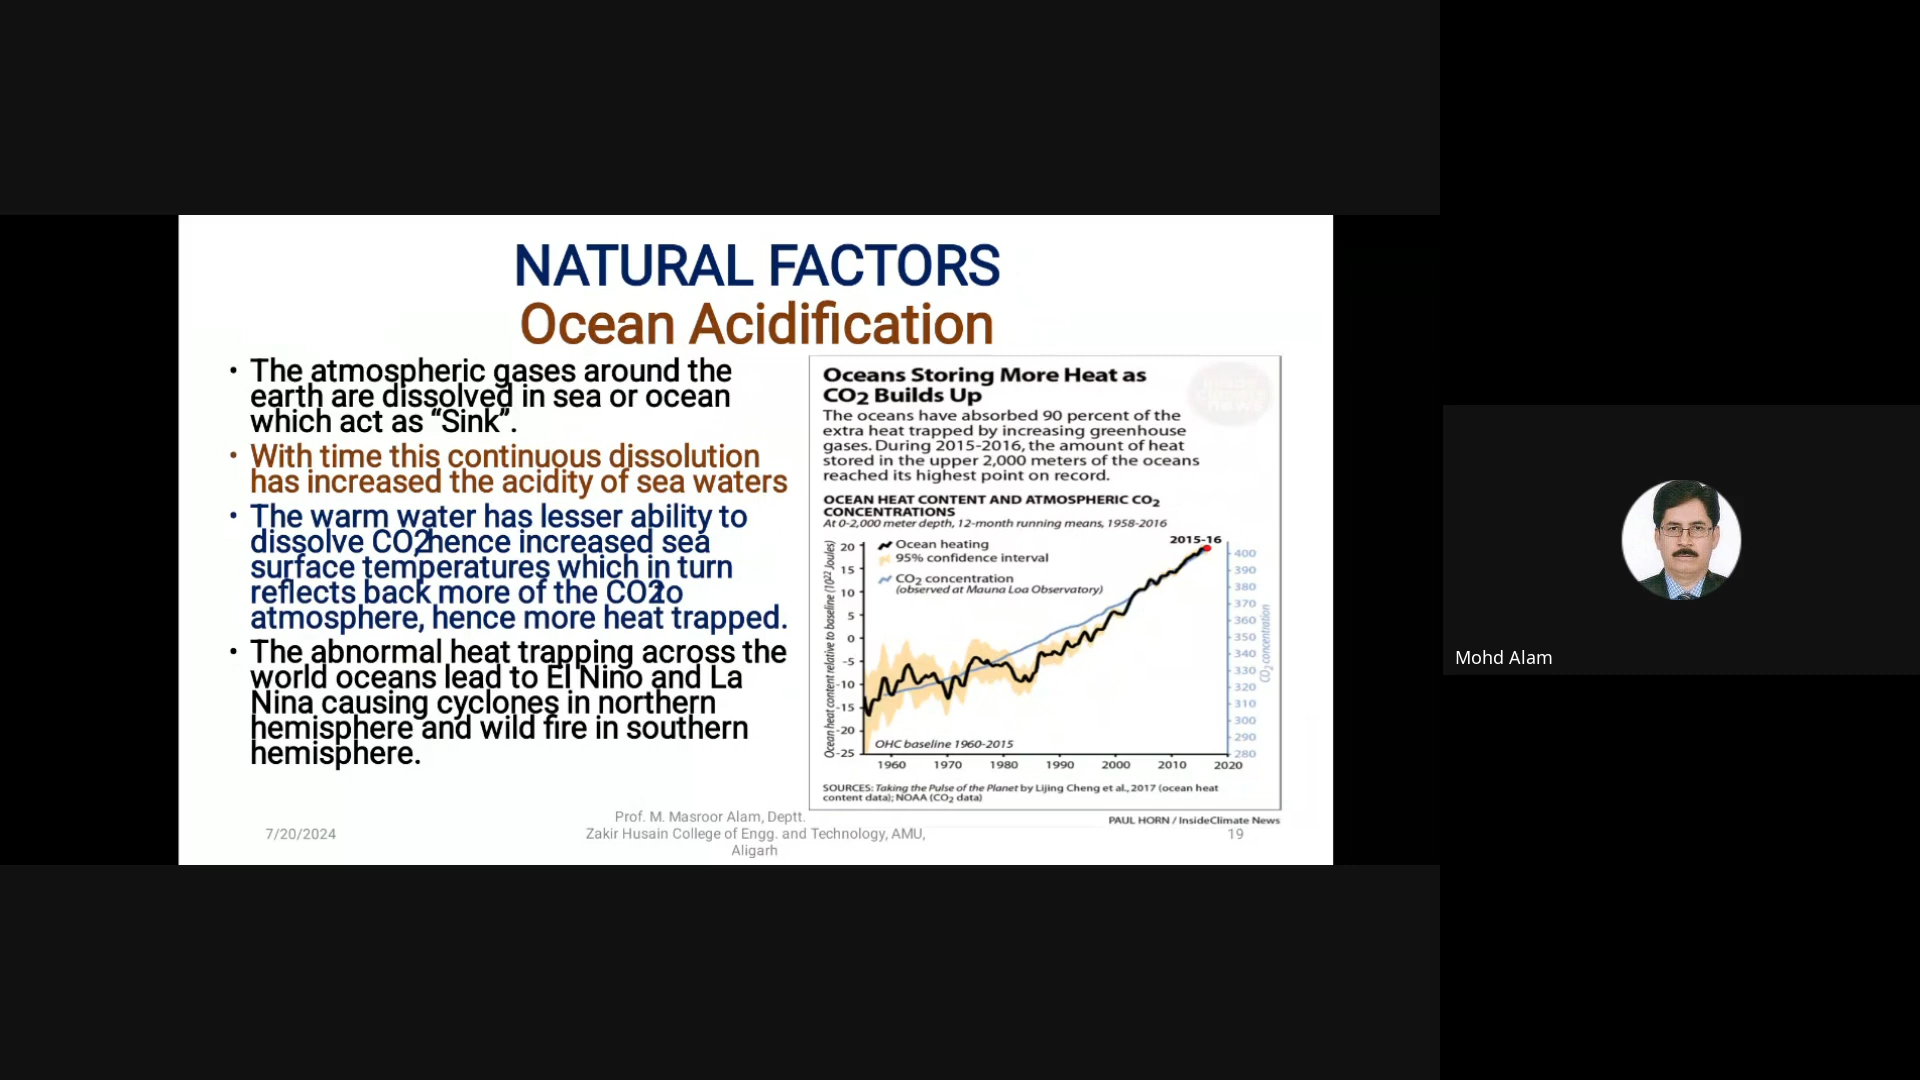 NATURAL FACTORS
Ocean Acidification
• The atmospheric gases around the
earth are dissolved in sea or ocean
which act as “Sink”.
• With time this continuous dissolution
has increased the acidity of sea waters
• The warm water has lesser ability to
dissolve CO2hence increased sea
surface temperatures which in turn
reflects back more of the CO2to
atmosphere, hence more heat trapped.
• The abnormal heat trapping across the
world oceans lead to El Nino and La
Nina causing cyclones in northern
hemisphere and wild fire in southern
hemisphere.
Oceans Storing More Heat as
CO2 Builds Up
The oceans have absorbed 90 percent of the
extra heat trapped by increasing greenhouse
gases. During 2015-2016, the amount of heat
stored in the upper 2,000 meters of the oceans
reached its highest point on record.
OCEAN HEAT CONTENT AND ATMOSPHERIC CO2
CONCENTRATIONS
At 0-2,000 meter depth, 12-month running means, 1958-2016
Ocean heat content relative to baseline (10²² Joules)
20
15
10
5
0
-5
-10
-15
-20
-25
Ocean heating
95% confidence interval
CO2 concentration
(observed at Mauna Loa Observatory)
2015-16
400
390
380
370
360
350
340
330
320
310
300
290
280
CO2 concentration
OHC baseline 1960-2015
1960 1970 1980 1990 2000 2010 2020
SOURCES: Taking the Pulse of the Planet by Lijing Cheng et al., 2017 (ocean heat
content data); NOAA (CO2 data)
PAUL HORN / InsideClimate News
7/20/2024
Prof. M. Masroor Alam, Deptt.
Zakir Husain College of Engg. and Technology, AMU,
Aligarh
19
Mohd Alam